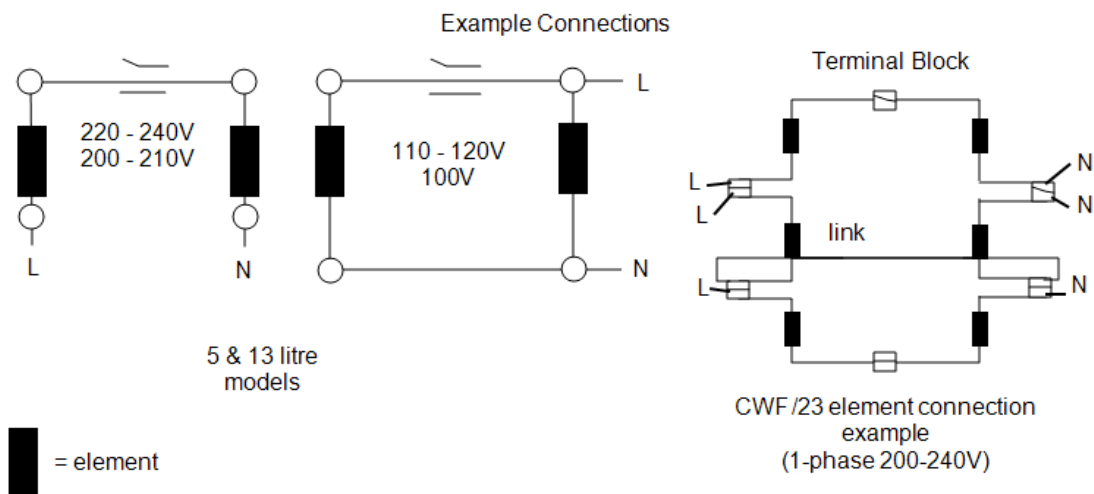 Example Connections
220 - 240V
200 - 210V
L
N
5 & 13 litre
models
110 - 120V
100V
L
N
Terminal Block
L
L
N
N
link
L
N
CWF /23 element connection
example
(1-phase 200-240V)
= element